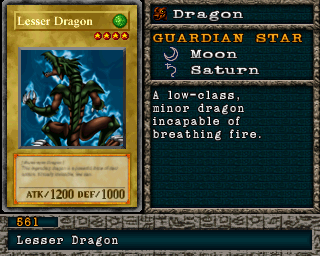 Lesser Dragon
ATK/1200 DEF/1000
Dragon
GUARDIAN STAR
Moon
Saturn
A low-class,
minor dragon
incapable of
breathing fire.
561
Lesser Dragon